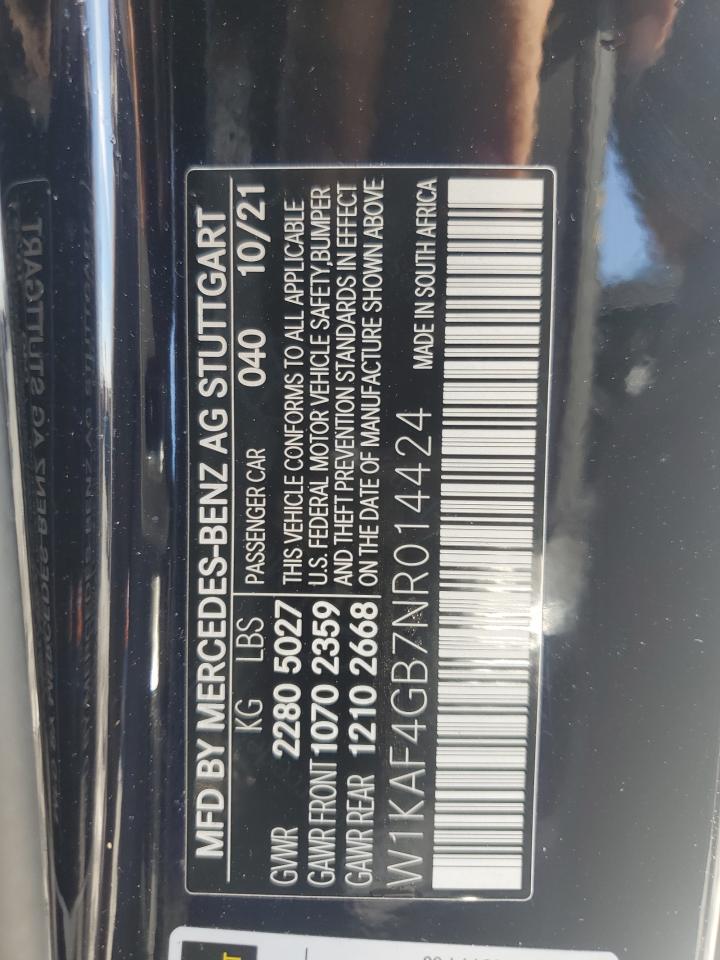 MFD BY MERCEDES-BENZ AG STUTTGART
KG LBS PASSENGER CAR 040 10/21
GVWR 2280 5027 THIS VEHICLE CONFORMS TO ALL APPLICABLE
GAWR FRONT 1070 2359 U.S. FEDERAL MOTOR VEHICLE SAFETY,BUMPER
AND THEFT PREVENTION STANDARDS IN EFFECT
GAWR REAR 1210 2668 ON THE DATE OF MANUFACTURE SHOWN ABOVE
W1KAF4GB7NR014424 MADE IN SOUTH AFRICA